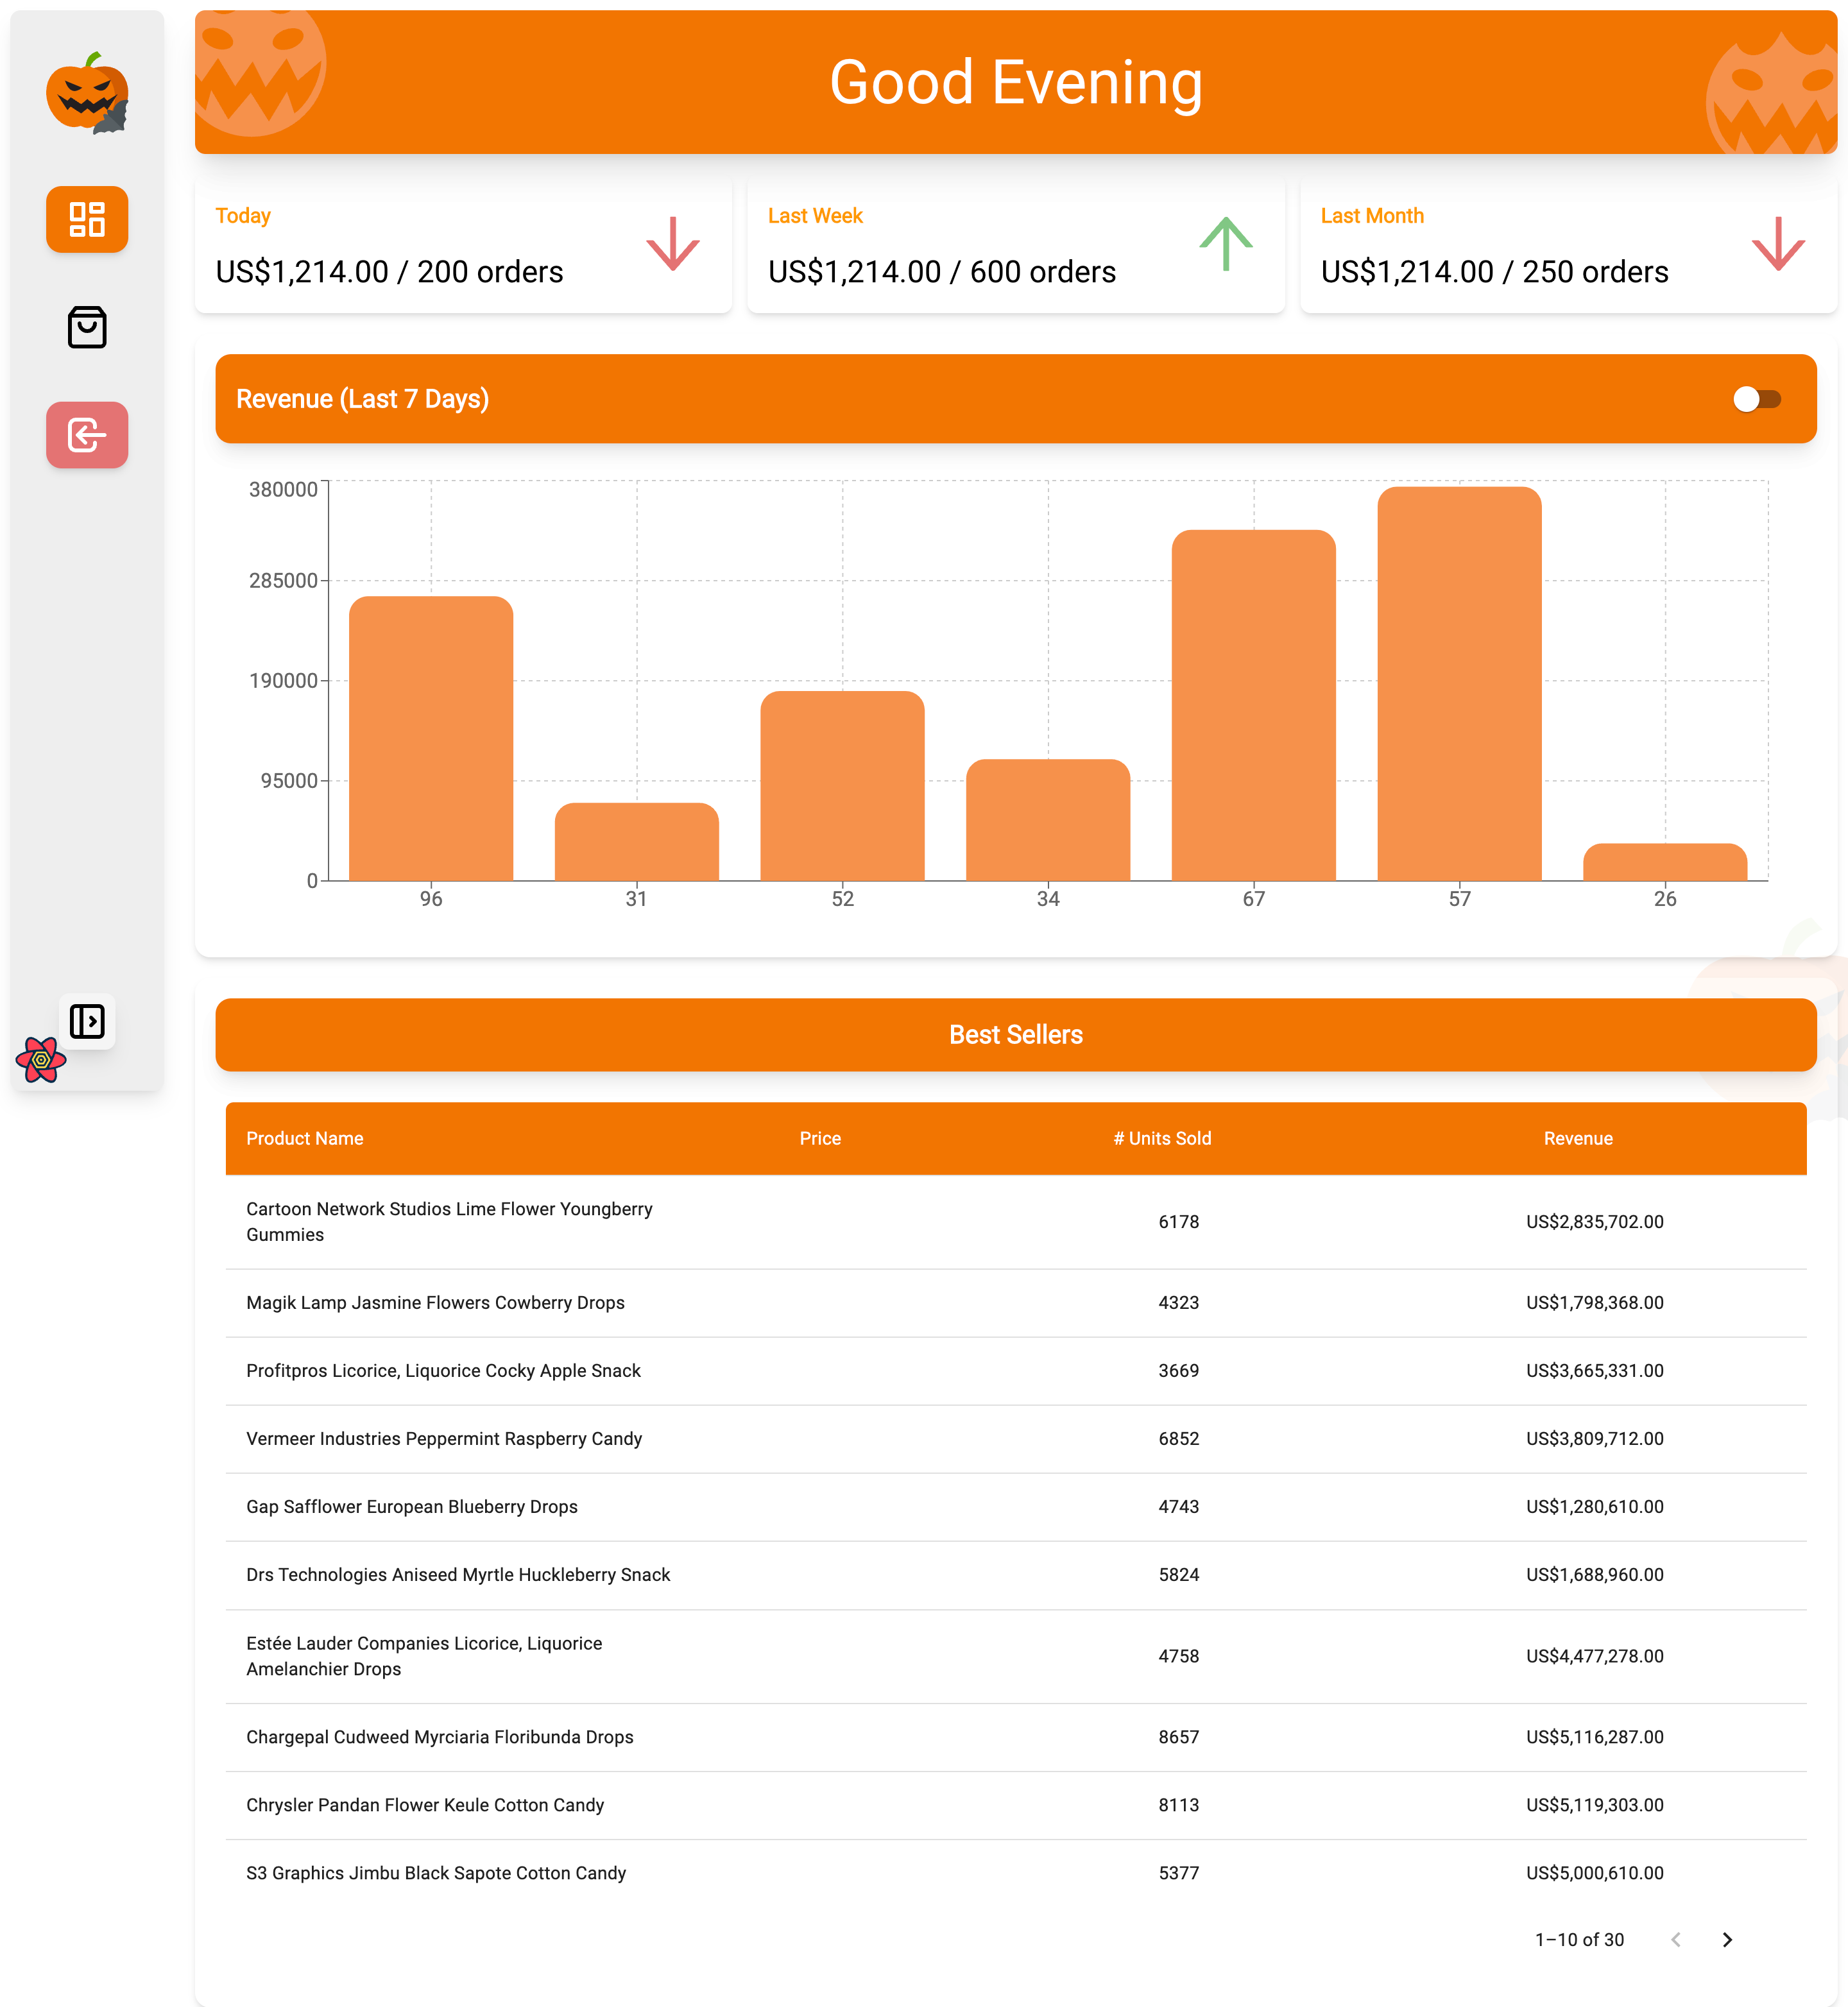 Good Evening
Today
US$1,214.00 / 200 orders
Last Week
US$1,214.00 / 600 orders
Last Month
US$1,214.00 / 250 orders
Revenue (Last 7 Days)
380000
285000
190000
95000
0
96 31 52 34 67 57 26
Best Sellers
Product Name Price # Units Sold Revenue
Cartoon Network Studios Lime Flower Youngberry
Gummies
6178 US$2,835,702.00
Magik Lamp Jasmine Flowers Cowberry Drops 4323 US$1,798,368.00
Profitpros Licorice, Liquorice Cocky Apple Snack 3669 US$3,665,331.00
Vermeer Industries Peppermint Raspberry Candy 6852 US$3,809,712.00
Gap Safflower European Blueberry Drops 4743 US$1,280,610.00
Drs Technologies Aniseed Myrtle Huckleberry Snack 5824 US$1,688,960.00
Estée Lauder Companies Licorice, Liquorice
Amelanchier Drops
4758 US$4,477,278.00
Chargepal Cudweed Myrciaria Floribunda Drops 8657 US$5,116,287.00
Chrysler Pandan Flower Keule Cotton Candy 8113 US$5,119,303.00
S3 Graphics Jimbu Black Sapote Cotton Candy 5377 US$5,000,610.00
1–10 of 30